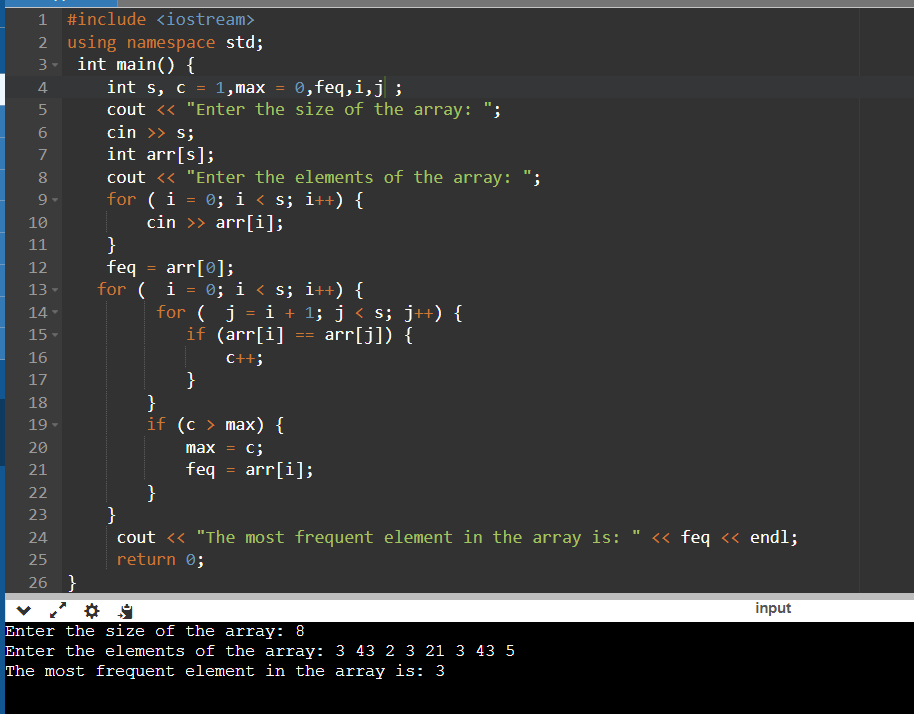 1 #include <iostream>
2 using namespace std;
3 int main() {
4 int s, c = 1,max = 0,feq,i,j ;
5 cout << "Enter the size of the array: ";
6 cin >> s;
7 int arr[s];
8 cout << "Enter the elements of the array: ";
9 for ( i = 0; i < s; i++) {
10 cin >> arr[i];
11 }
12 feq = arr[0];
13 for (  i = 0; i < s; i++) {
14 for (  j = i + 1; j < s; j++) {
15 if (arr[i] == arr[j]) {
16 c++;
17 }
18 }
19 if (c > max) {
20 max = c;
21 feq = arr[i];
22 }
23 }
24 cout << "The most frequent element in the array is: " << feq << endl;
25 return 0;
26 }
input
Enter the size of the array: 8
Enter the elements of the array: 3 43 2 3 21 3 43 5
The most frequent element in the array is: 3